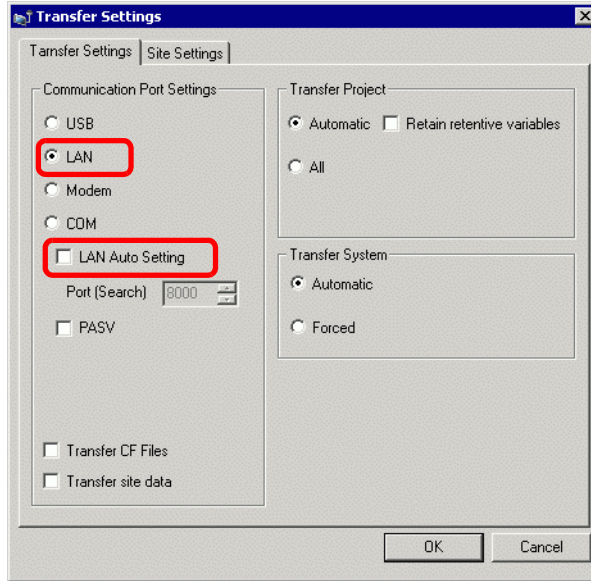 Transfer Settings
Tarnsfer Settings
Site Settings
Communication Port Settings
USB
LAN
Modem
COM
LAN Auto Setting
Port (Search) 8000
PASV
Transfer CF Files
Transfer site data
Transfer Project
Automatic Retain retentive variables
All
Transfer System
Automatic
Forced
OK
Cancel